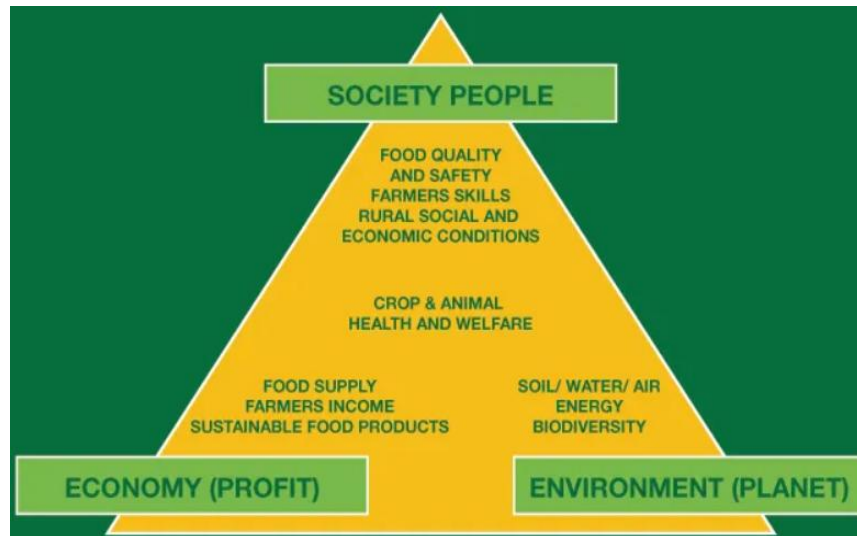 SOCIETY PEOPLE
FOOD QUALITY
AND SAFETY
FARMERS SKILLS
RURAL SOCIAL AND
ECONOMIC CONDITIONS
CROP & ANIMAL
HEALTH AND WELFARE
FOOD SUPPLY
FARMERS INCOME
SUSTAINABLE FOOD PRODUCTS
SOIL/ WATER/ AIR
ENERGY
BIODIVERSITY
ECONOMY (PROFIT)
ENVIRONMENT (PLANET)